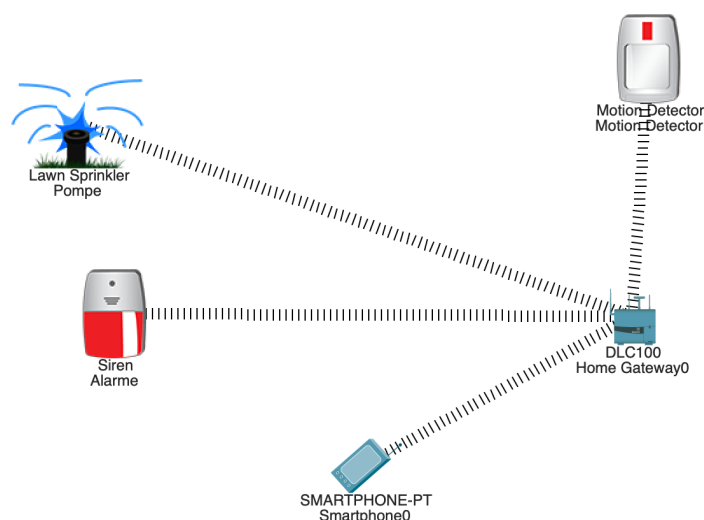 Motion Detector
Motion Detector
Lawn Sprinkler
Pompe
Siren
Alarme
DLC100
Home Gateway0
SMARTPHONE-PT
Smartphone0